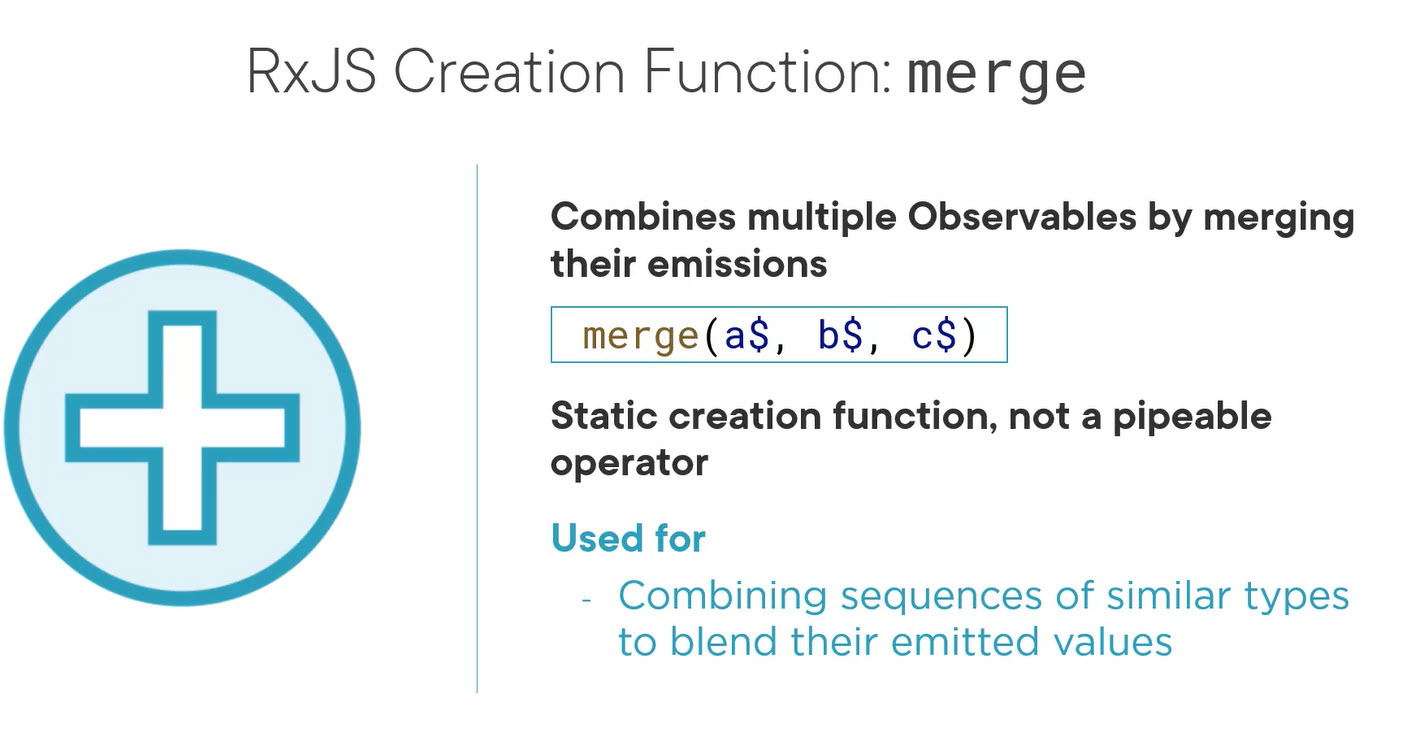 RxJS Creation Function: merge
Combines multiple Observables by merging
their emissions
merge(a$, b$, c$)
Static creation function, not a pipeable
operator
Used for
- Combining sequences of similar types
to blend their emitted values